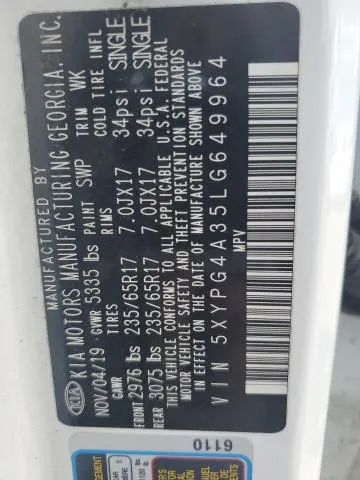 MANUFACTURED BY
KIA KIA MOTORS MANUFACTURING GEORGIA. INC.
NOV/04/19 GVWR 5335 lbs PAINT SWP TRIM WK
GAWR TIRES RIMS COLD TIRE INFL
FRONT 2976 lbs 235/65R17 7.0JX17 34psi SINGLE
REAR 3075 lbs 235/65R17 7.0JX17 34psi SINGLE
THIS VEHICLE CONFORMS TO ALL APPLICABLE U.S.A. FEDERAL
MOTOR VEHICLE SAFETY AND THEFT PREVENTION STANDARDS
IN EFFECT ON THE DATE OF MANUFACTURE SHOWN ABOVE
VIN 5XYPG4A35LG649964
MPV
6110